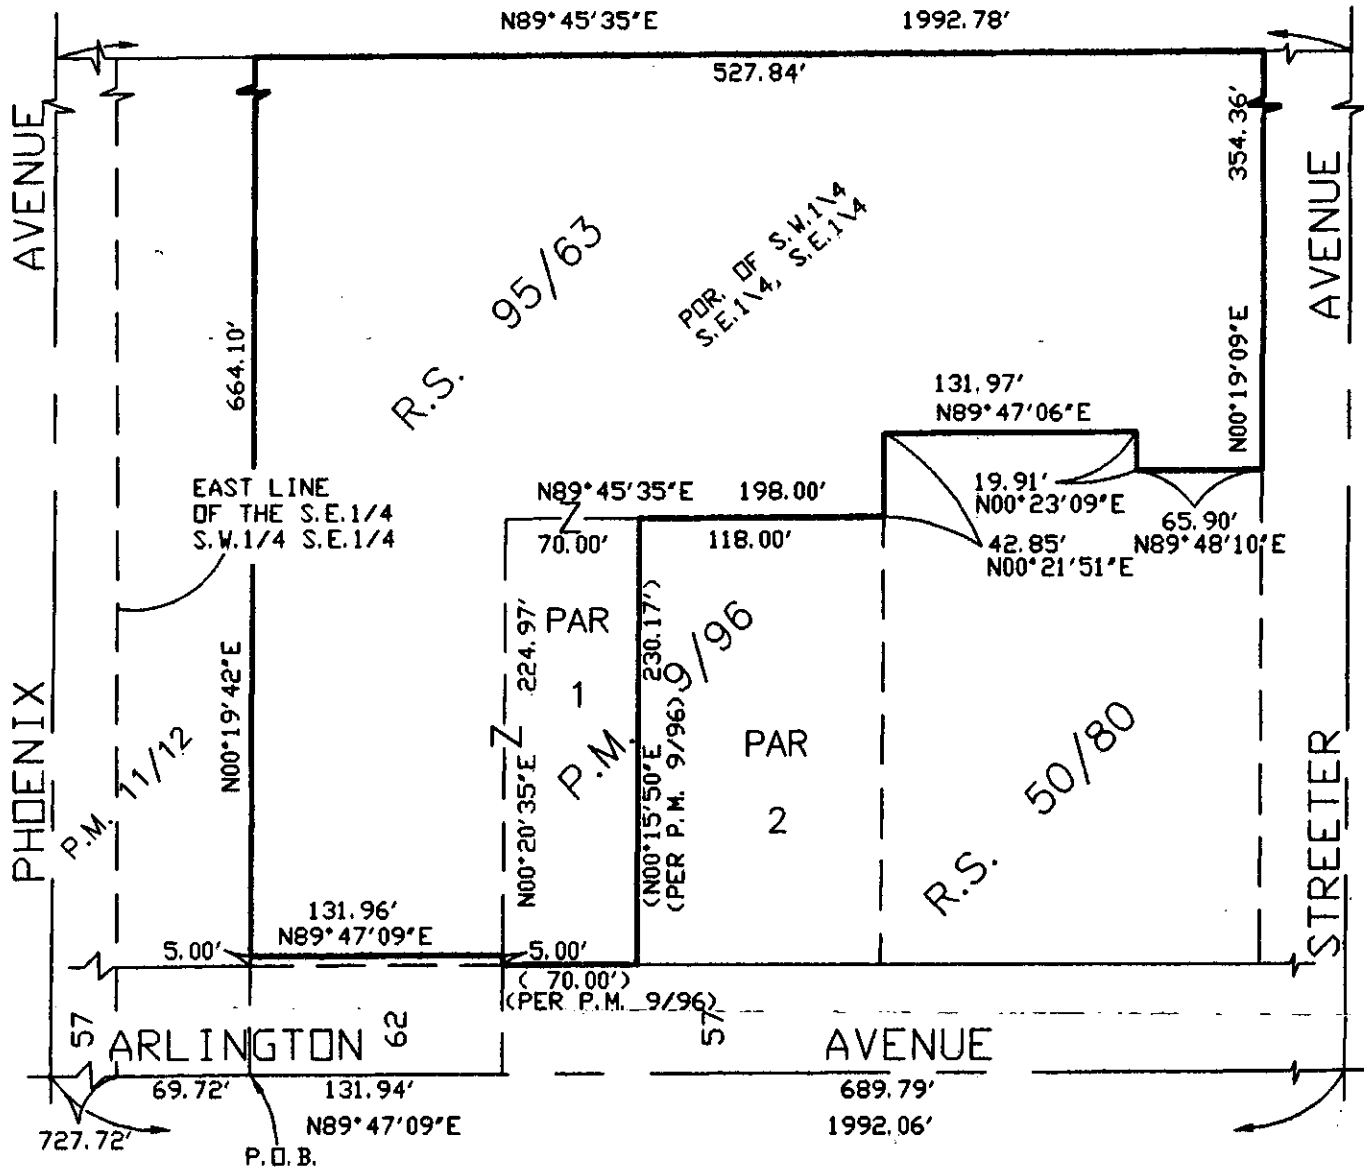 N89°45'35"E 1992.78'
527.84'
AVENUE
354.36'
AVENUE
R.S. 95/63
POR. OF S.W.1\4
S.E.1\4, S.E.1\4
664.10'
N00°19'09"E
131.97'
N89°47'06"E
EAST LINE
OF THE S.E.1/4
S.W.1/4 S.E.1/4
N89°45'35"E 198.00'
19.91'
N00°23'09"E
70.00'
118.00'
42.85'
N00°21'51"E
65.90'
N89°48'10"E
PAR
1
N00°20'35"E 224.97'
(N00°15'50"E 230.17')
(PER P.M. 9/96)
P.M. 9/96
PAR
2
R.S. 50/80
N00°19'42"E
PHOENIX
P.M. 11/12
STREETER
131.96'
N89°47'09"E
5.00'
5.00'
( 70.00')
(PER P.M. 9/96)
57
ARLINGTON
62
57
AVENUE
69.72'
131.94'
689.79'
N89°47'09"E
1992.06'
727.72'
P.O.B.